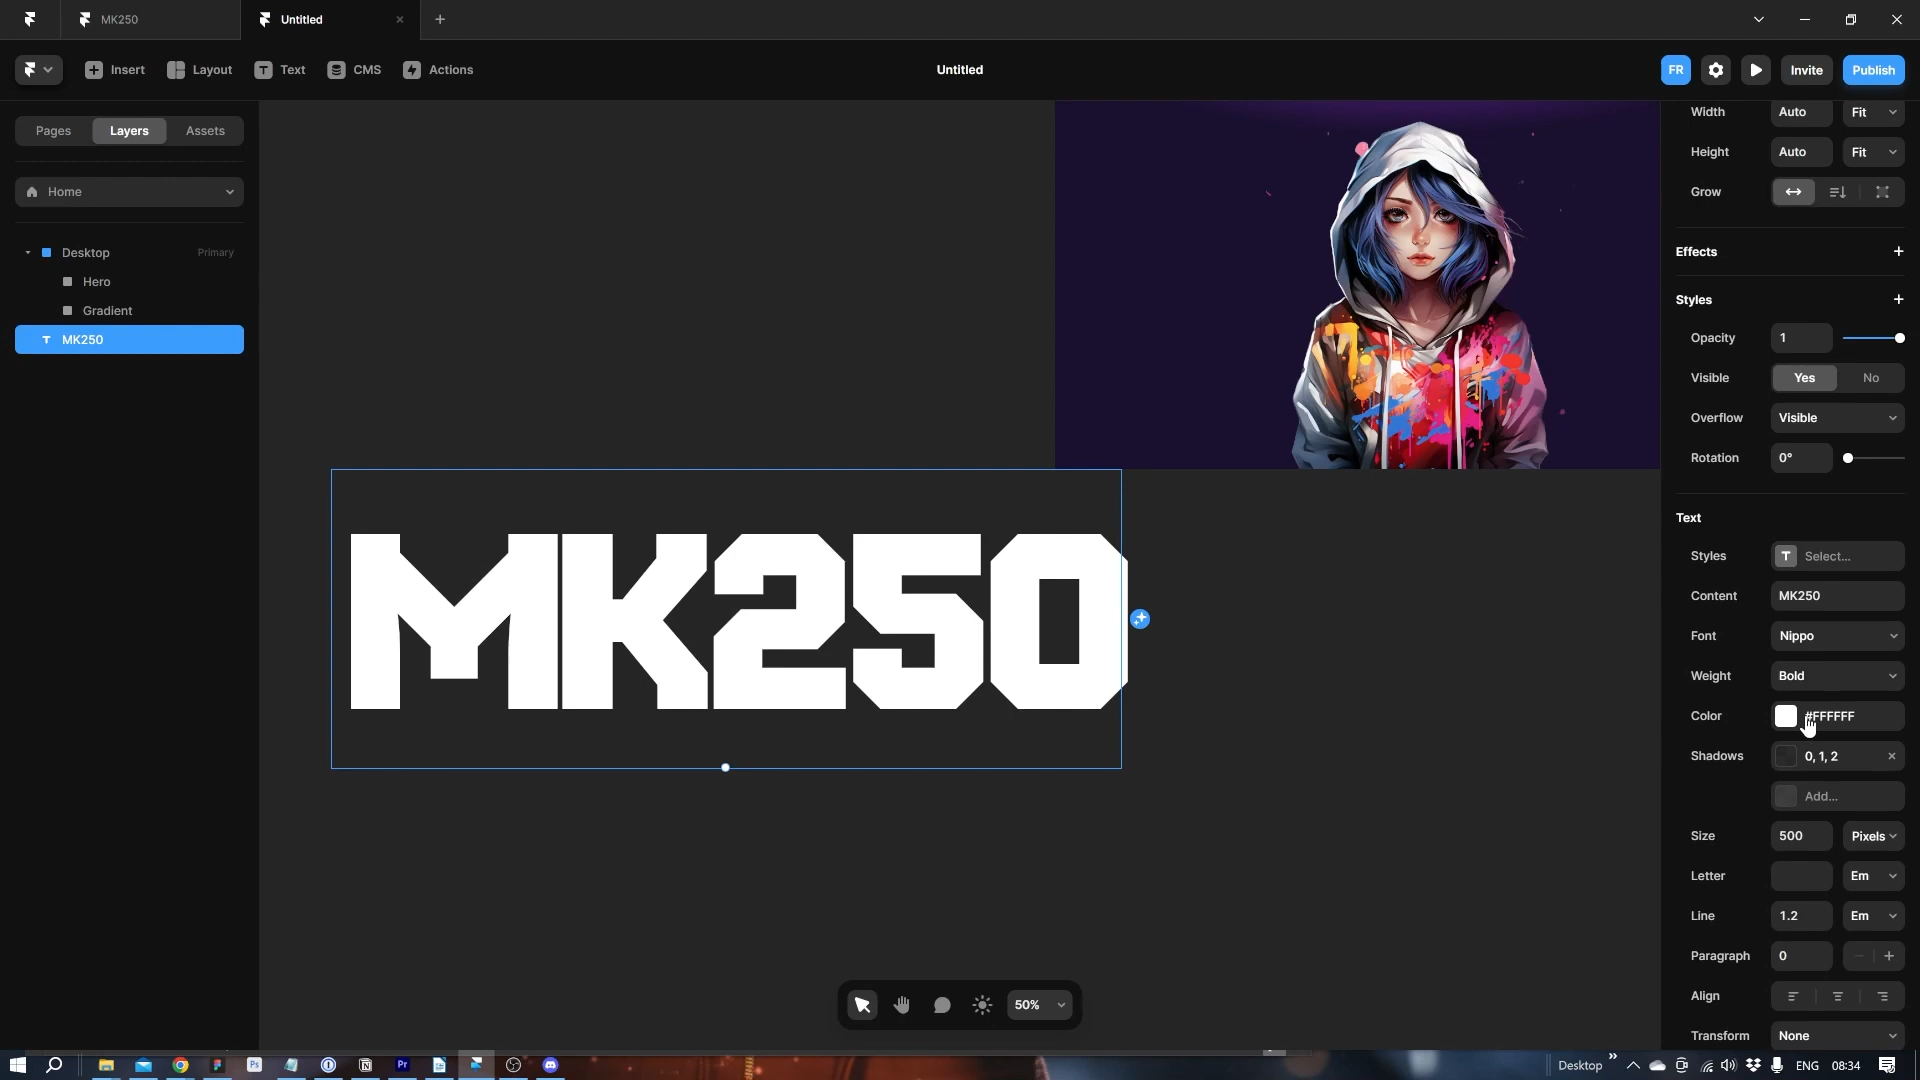 MK250
Untitled
Insert
Layout
Text
CMS
Actions
Untitled
FR
Invite
Publish
Pages
Layers
Assets
Home
Desktop
Primary
Hero
Gradient
MK250
MK250
Width
Auto
Fit
Height
Auto
Fit
Grow
Effects
Styles
Opacity
1
Visible
Yes
No
Overflow
Visible
Rotation
0°
Text
Styles
T
Select...
Content
MK250
Font
Nippo
Weight
Bold
Color
#FFFFFF
Shadows
0, 1, 2
Add...
Size
500
Pixels
Letter
Em
Line
1.2
Em
Paragraph
0
Align
Transform
None
50%
Ps
Pr
Desktop
ENG
08:34